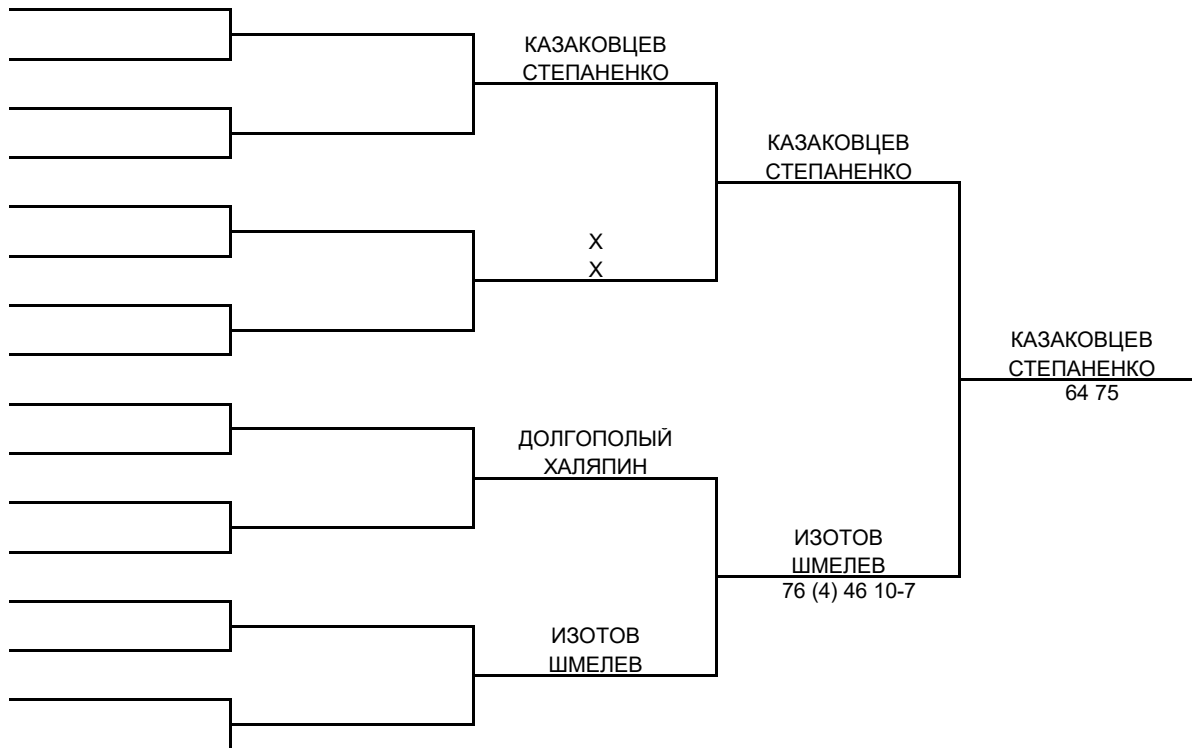 КАЗАКОВЦЕВ
СТЕПАНЕНКО
КАЗАКОВЦЕВ
СТЕПАНЕНКО
X
X
КАЗАКОВЦЕВ
СТЕПАНЕНКО
64 75
ДОЛГОПОЛЫЙ
ХАЛЯПИН
ИЗОТОВ
ШМЕЛЕВ
76 (4) 46 10-7
ИЗОТОВ
ШМЕЛЕВ